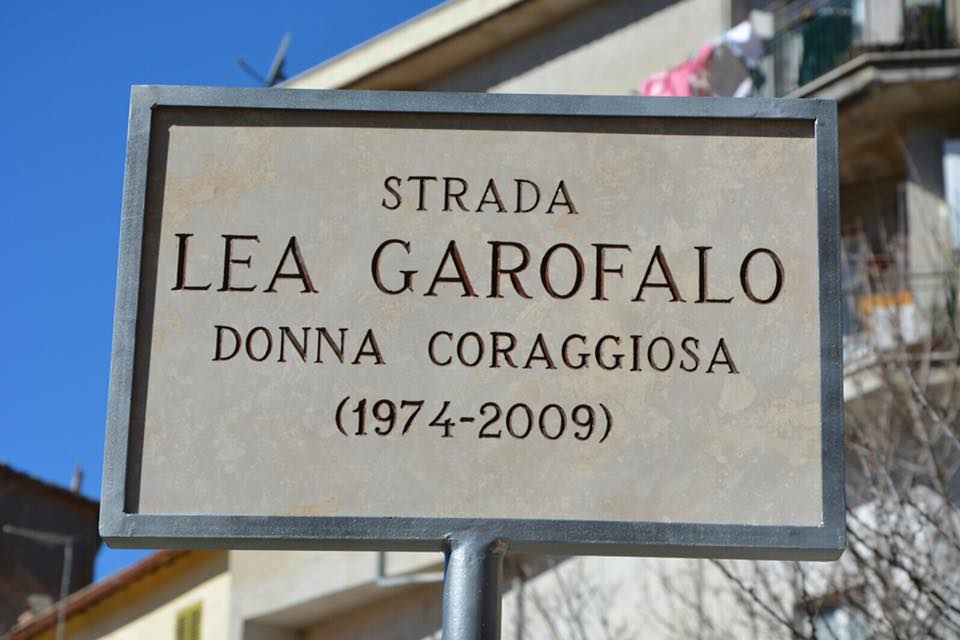 STRADA
LEA GAROFALO
DONNA CORAGGIOSA
(1974-2009)